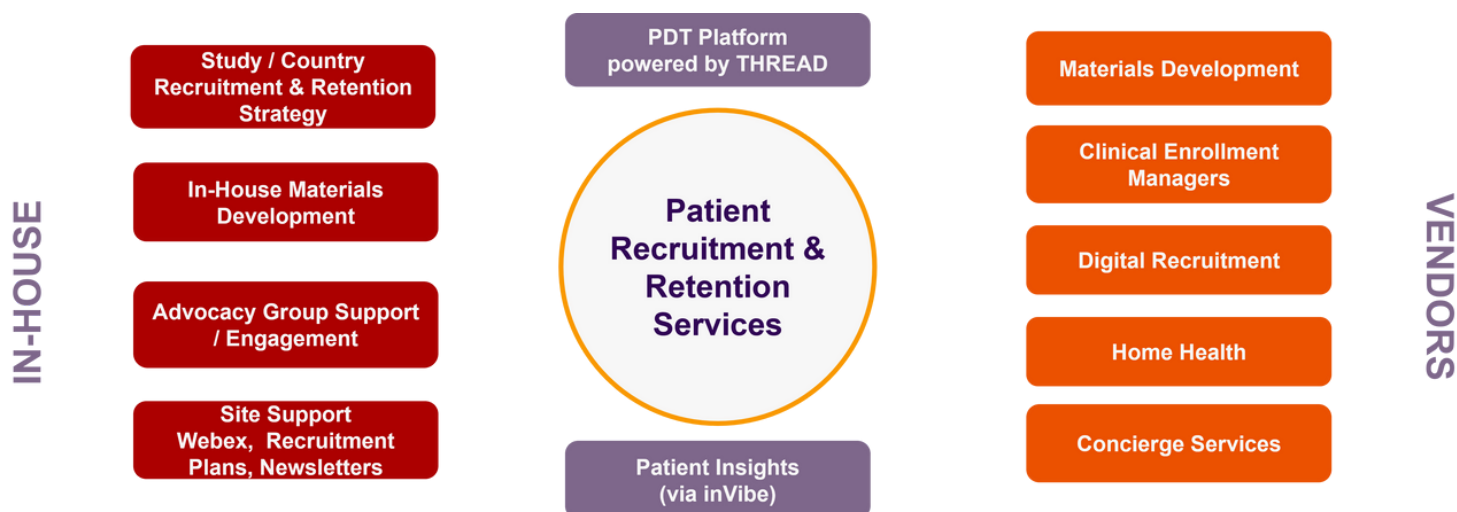 IN-HOUSE
Study / Country
Recruitment & Retention
Strategy
In-House Materials
Development
Advocacy Group Support
/ Engagement
Site Support
Webex, Recruitment
Plans, Newsletters
PDT Platform
powered by THREAD
Patient
Recruitment &
Retention
Services
Patient Insights
(via inVibe)
Materials Development
Clinical Enrollment
Managers
Digital Recruitment
Home Health
Concierge Services
VENDORS